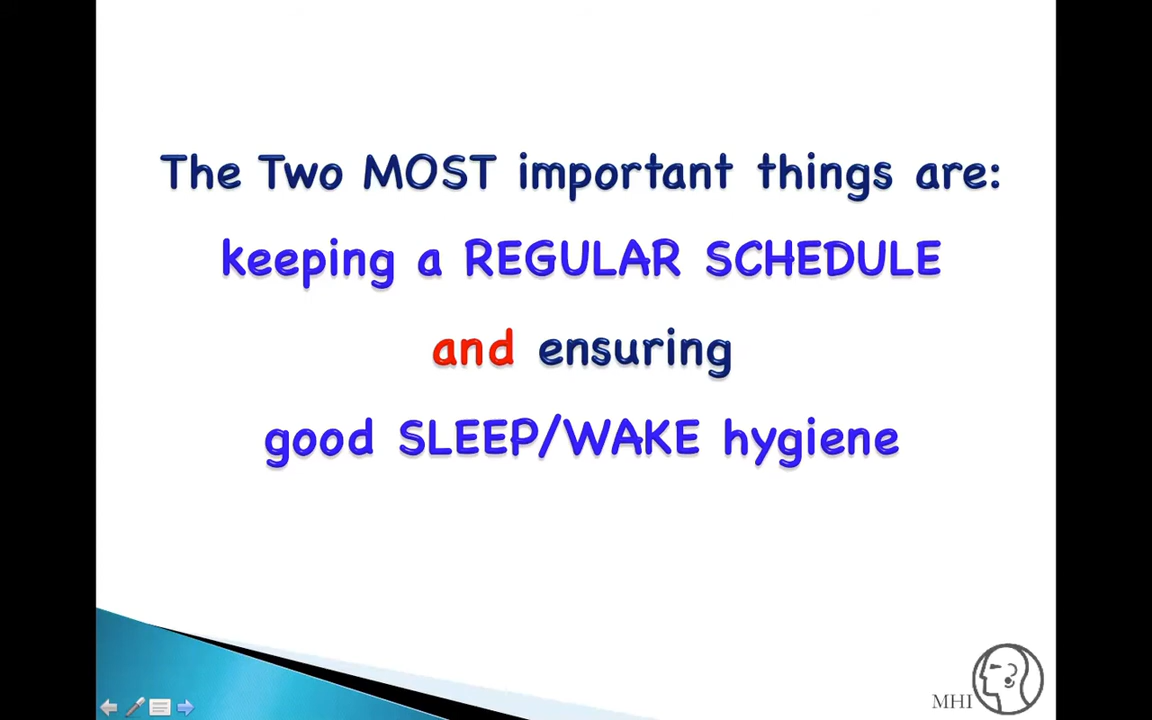 The Two MOST important things are:
keeping a REGULAR SCHEDULE
and ensuring
good SLEEP/WAKE hygiene
MHI